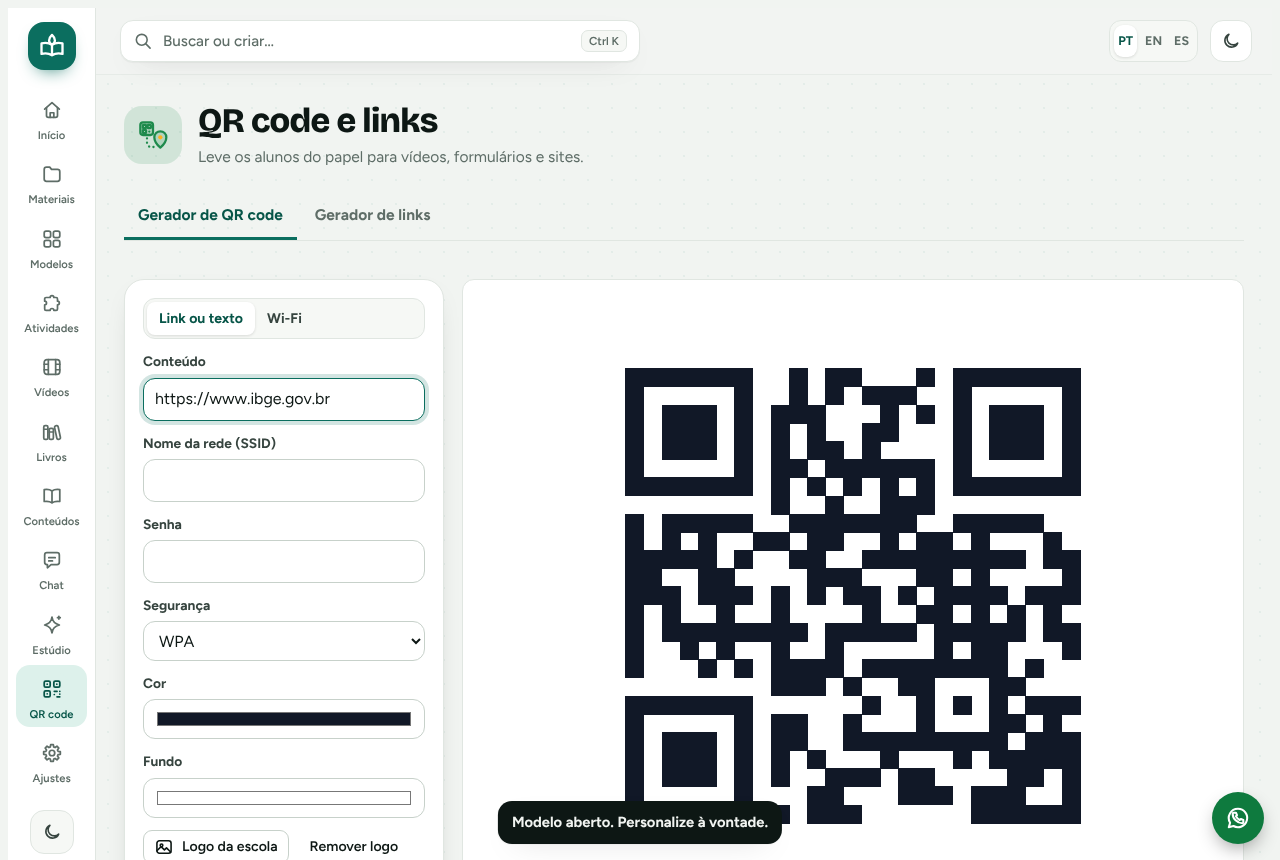 Buscar ou criar...
Ctrl K
PT
EN
ES
Início
Materiais
Modelos
Atividades
Vídeos
Livros
Conteúdos
Chat
Estúdio
QR code
Ajustes
QR code e links
Leve os alunos do papel para vídeos, formulários e sites.
Gerador de QR code
Gerador de links
Link ou texto
Wi-Fi
Conteúdo
https://www.ibge.gov.br
Nome da rede (SSID)
Senha
Segurança
WPA
Cor
Fundo
Logo da escola
Remover logo
Modelo aberto. Personalize à vontade.